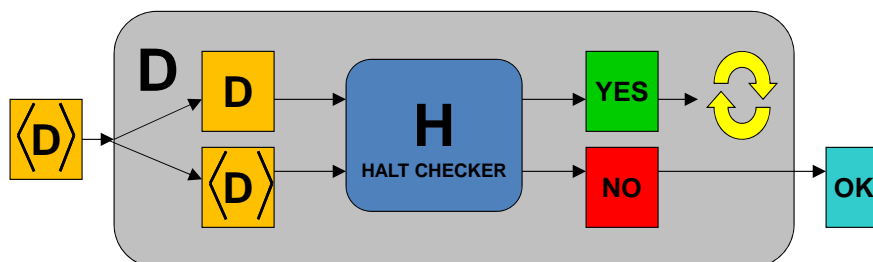 D
D
YES
⟨D⟩
H
HALT CHECKER
⟨D⟩
NO
OK